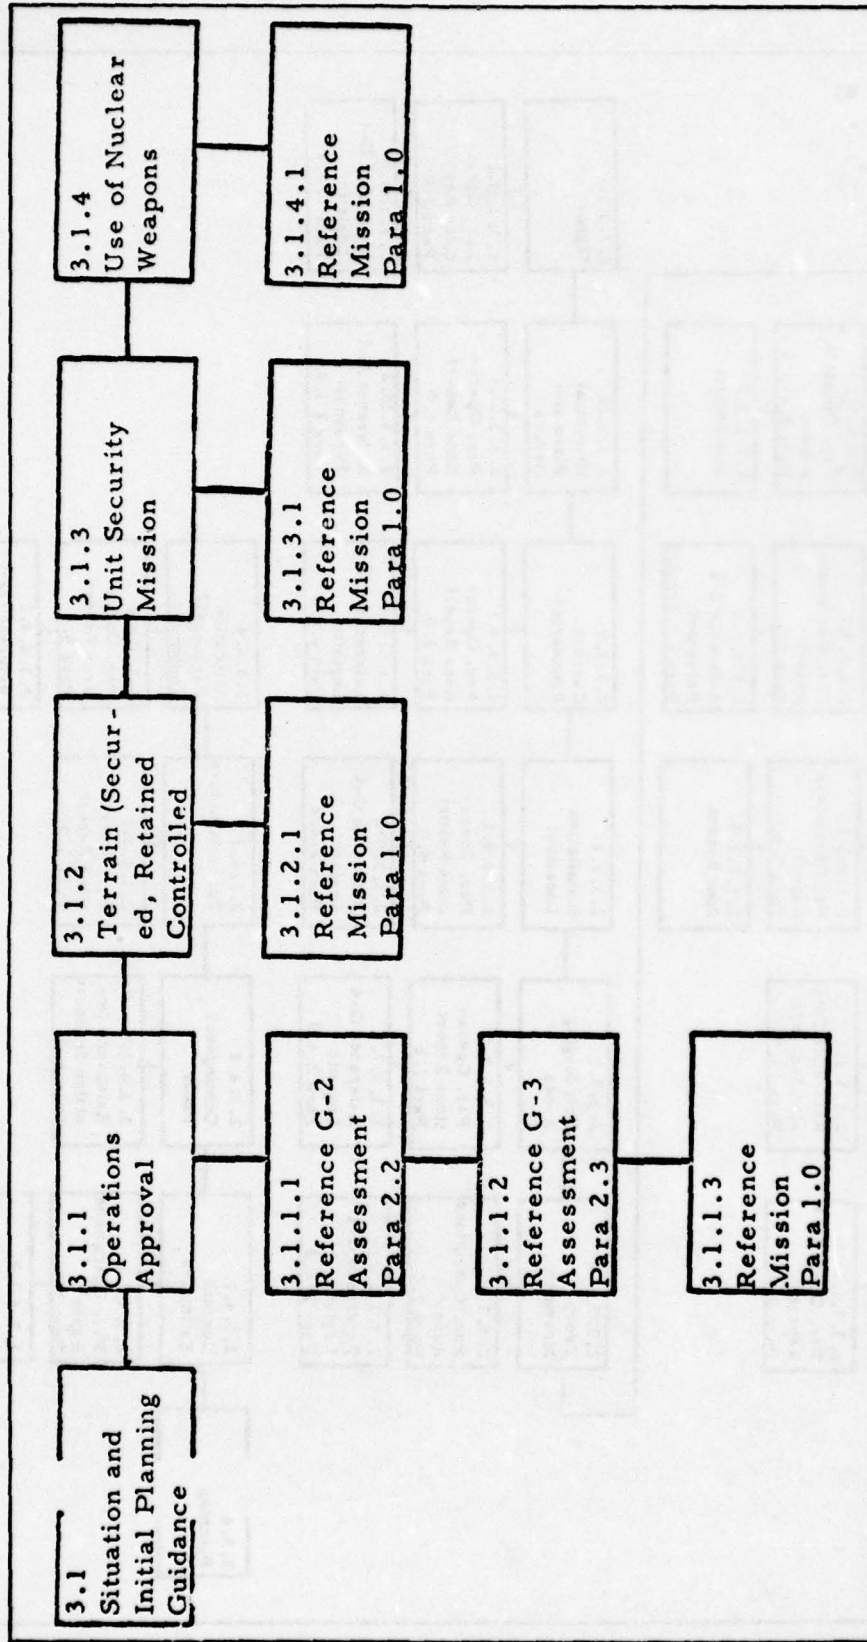 3.1
Situation and
Initial Planning
Guidance
3.1.1
Operations
Approval
3.1.1.1
Reference G-2
Assessment
Para 2.2
3.1.1.2
Reference G-3
Assessment
Para 2.3
3.1.1.3
Reference
Mission
Para 1.0
3.1.2
Terrain (Secur-
ed, Retained
Controlled
3.1.2.1
Reference
Mission
Para 1.0
3.1.3
Unit Security
Mission
3.1.3.1
Reference
Mission
Para 1.0
3.1.4
Use of Nuclear
Weapons
3.1.4.1
Reference
Mission
Para 1.0